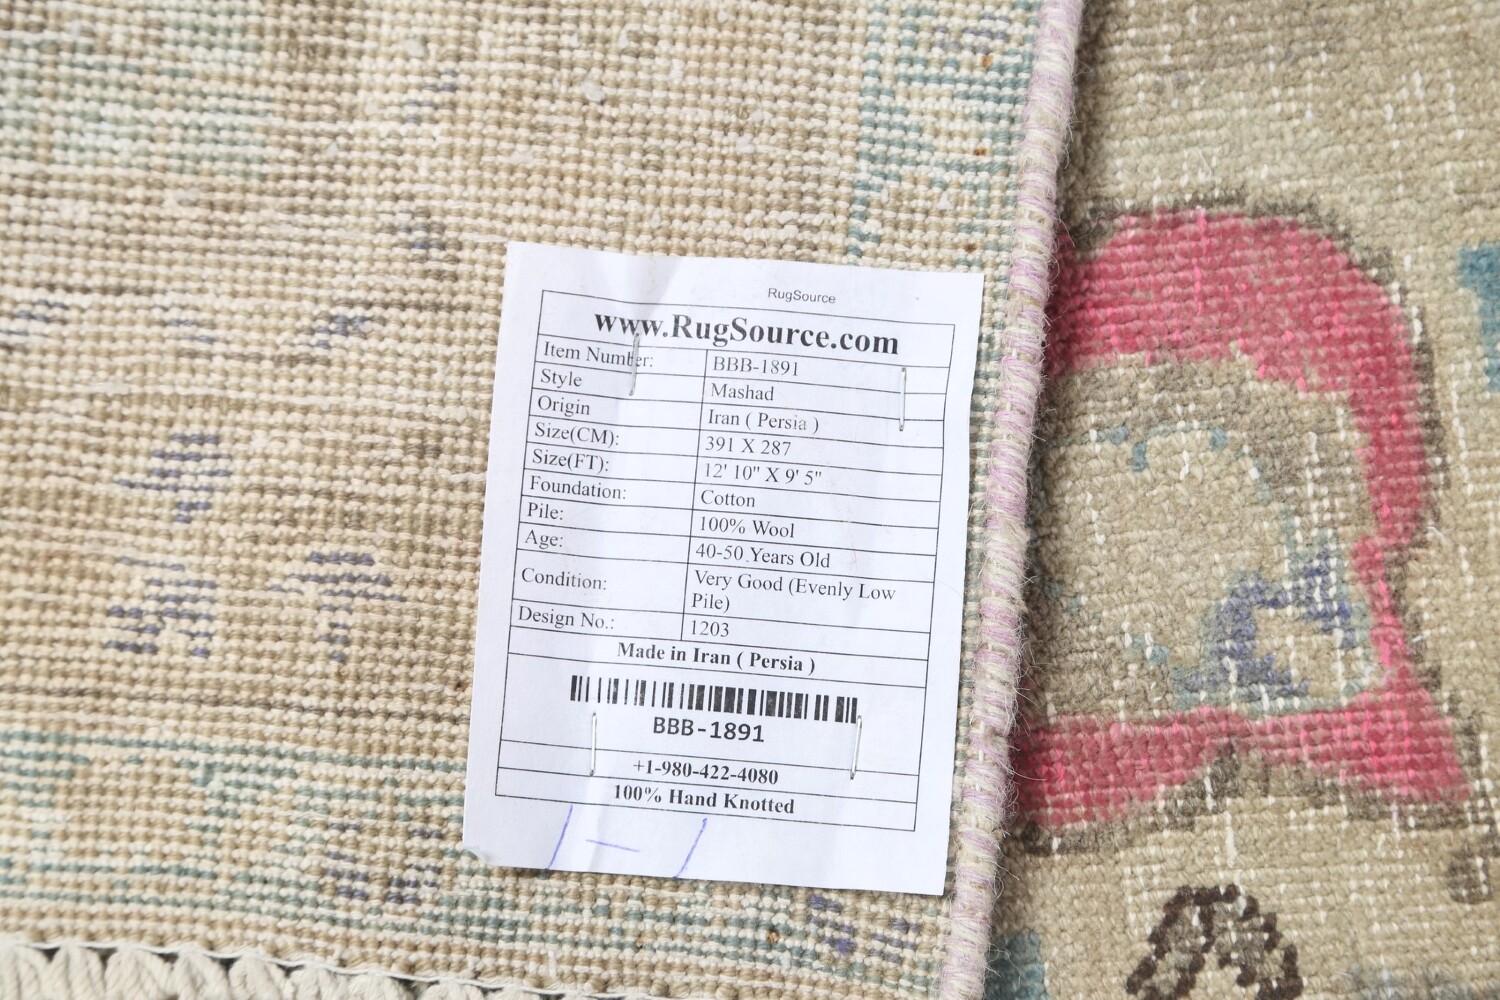 RugSource
www.RugSource.com
Item Number: BBB-1891
Style Mashad
Origin Iran ( Persia )
Size(CM): 391 X 287
Size(FT): 12' 10" X 9' 5"
Foundation: Cotton
Pile: 100% Wool
Age: 40-50 Years Old
Condition: Very Good (Evenly Low
Pile)
Design No.: 1203
Made in Iran ( Persia )
BBB-1891
+1-980-422-4080
100% Hand Knotted
1-1